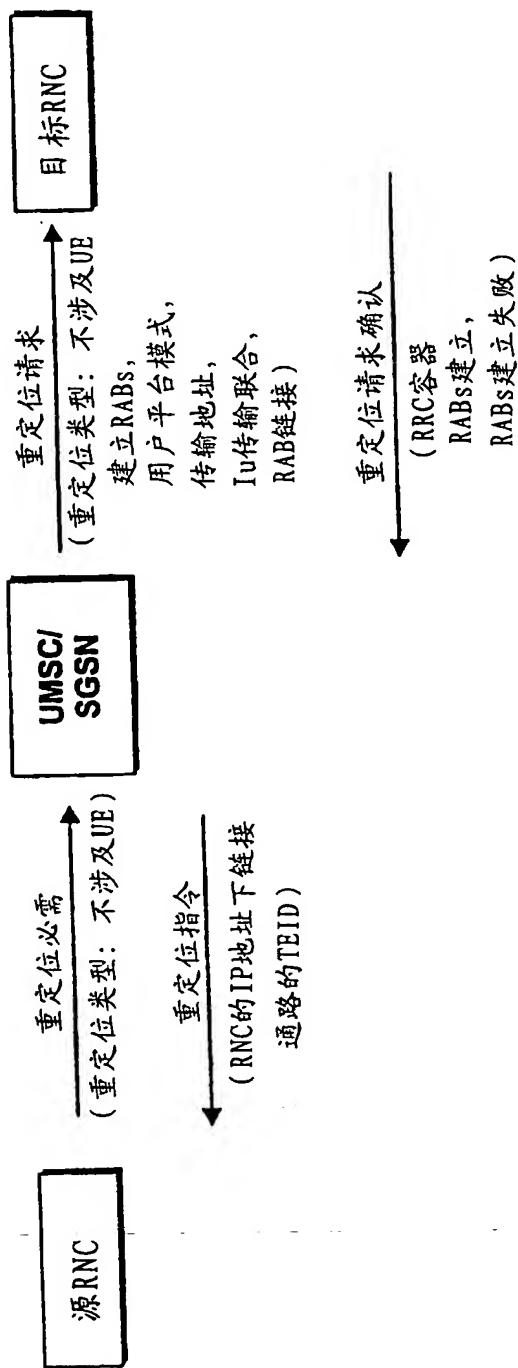 源RNC
重定位必需
(重定位类型: 不涉及UE)
重定位指令
(RNC的IP地址下链接
通路的TEID)
UMSC/
SGSN
重定位请求
(重定位类型: 不涉及UE
建立RABs,
用户平台模式,
传输地址,
Iu传输联合,
RAB链接)
重定位请求确认
(RRC容器
RABs建立,
RABs建立失败)
目标RNC